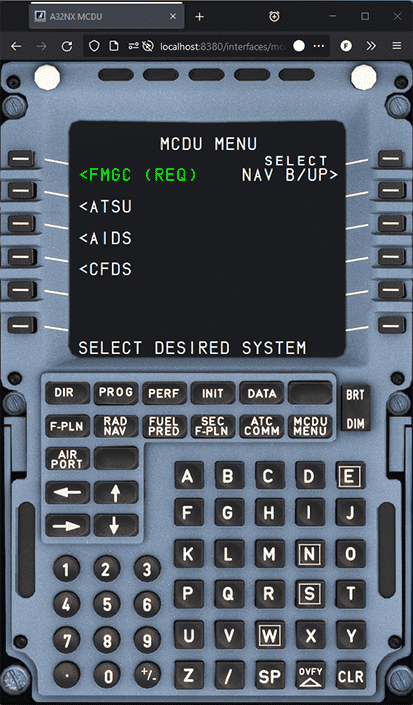 A32NX MCDU
localhost:8380/interfaces/mc
MCDU MENU
SELECT
<FMGC (REQ) NAV B/UP>
<ATSU
<AIDS
<CFDS
SELECT DESIRED SYSTEM
DIR PROG PERF INIT DATA BRT
F-PLN RAD NAV FUEL PRED SEC F-PLN ATC COMM MCDU MENU DIM
AIR PORT
A B C D E
F G H I J
1 2 3 K L M N O
4 5 6 P Q R S T
7 8 9 U V W X Y
. 0 +/- Z / SP OVFY CLR